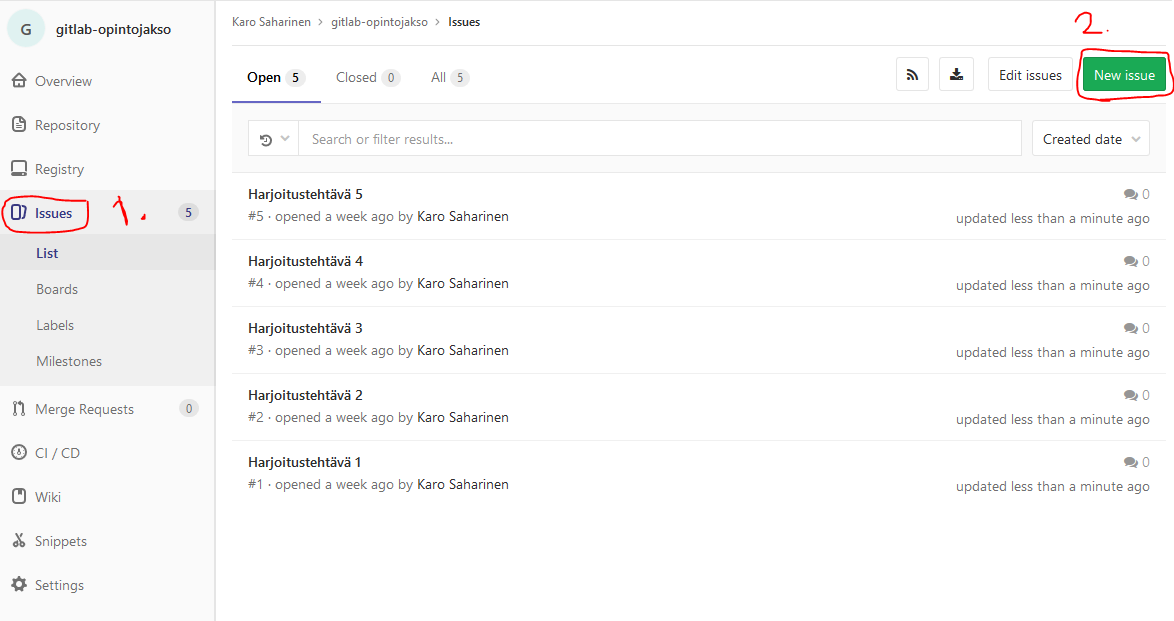 G gitlab-opintojakso
Overview
Repository
Registry
Issues 1. 5
List
Boards
Labels
Milestones
Merge Requests 0
CI / CD
Wiki
Snippets
Settings
Karo Saharinen > gitlab-opintojakso > Issues
2.
Open 5 Closed 0 All 5 Edit issues New issue
Search or filter results... Created date
Harjoitustehtävä 5 0
#5 · opened a week ago by Karo Saharinen updated less than a minute ago
Harjoitustehtävä 4 0
#4 · opened a week ago by Karo Saharinen updated less than a minute ago
Harjoitustehtävä 3 0
#3 · opened a week ago by Karo Saharinen updated less than a minute ago
Harjoitustehtävä 2 0
#2 · opened a week ago by Karo Saharinen updated less than a minute ago
Harjoitustehtävä 1 0
#1 · opened a week ago by Karo Saharinen updated less than a minute ago